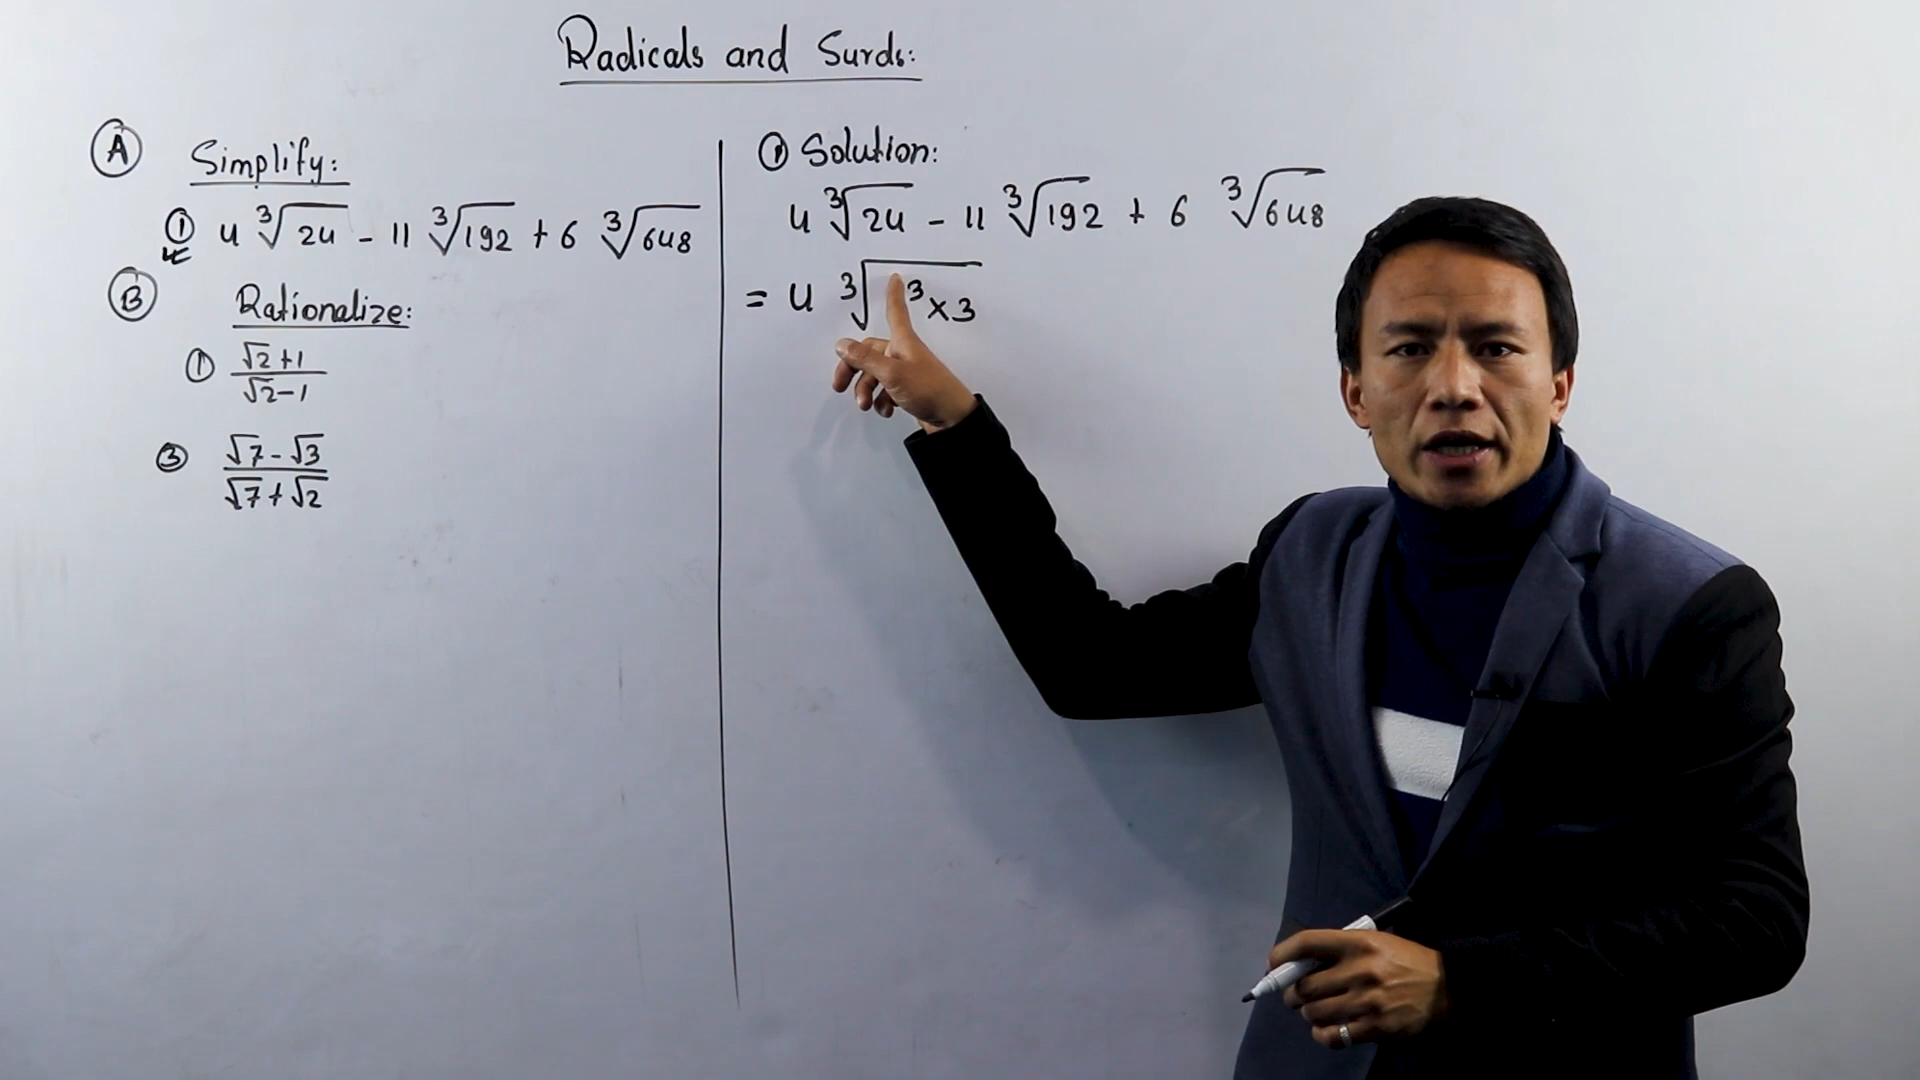 Radicals and Surds:
A Simplify:
① 4 ∛24 - 11 ∛192 + 6 ∛648
B Rationalize:
① (√2+1)/(√2-1)
③ (√7-√3)/(√7+√2)
① Solution:
4 ∛24 - 11 ∛192 + 6 ∛648
= 4 ∛ ³×3